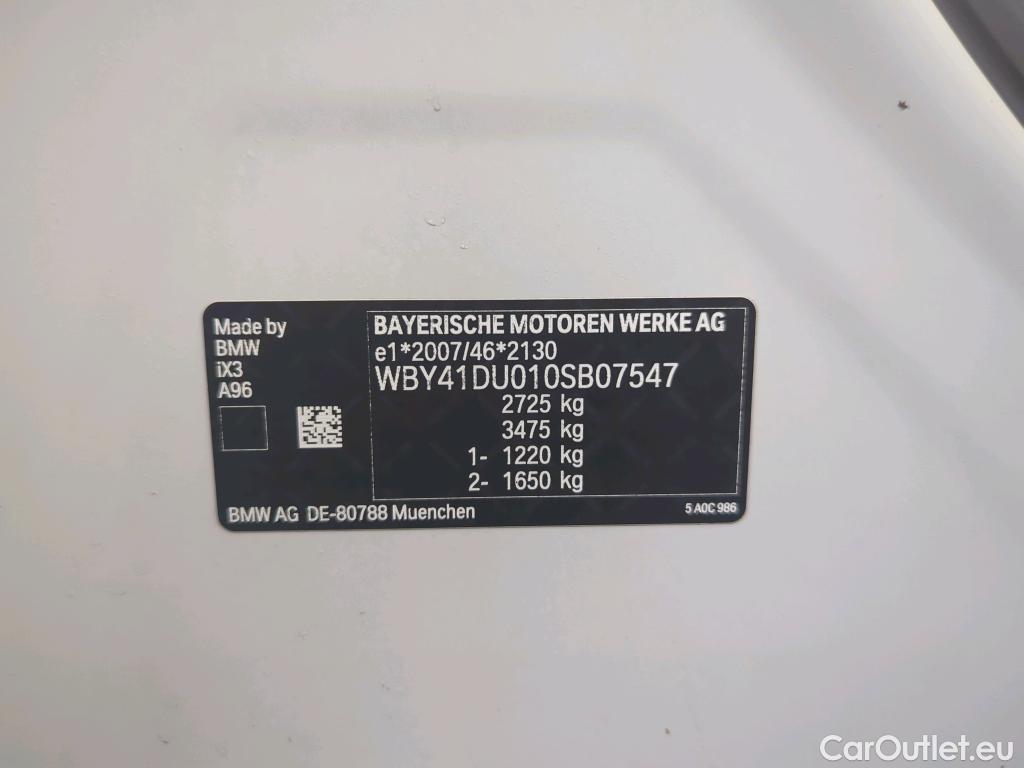 Made by
BMW
iX3
A96
BAYERISCHE MOTOREN WERKE AG
e1*2007/46*2130
WBY41DU010SB07547
2725 kg
3475 kg
1- 1220 kg
2- 1650 kg
BMW AG DE-80788 Muenchen
5 A0C 986
CarOutlet.eu